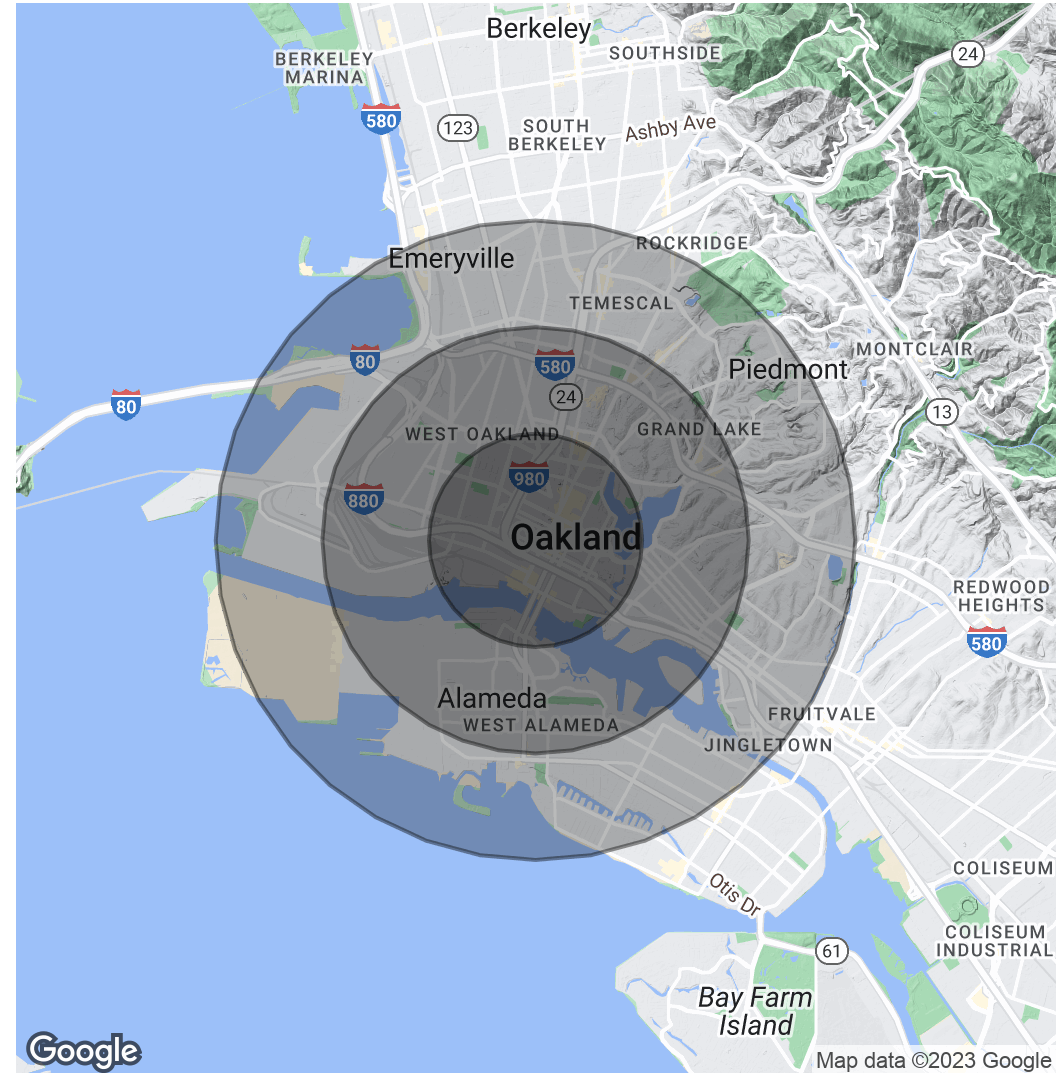 Berkeley
BERKELEY
MARINA
SOUTHSIDE
24
580
123
SOUTH
BERKELEY
Ashby Ave
ROCKRIDGE
Emeryville
TEMESCAL
MONTCLAIR
80
580
Piedmont
80
24
13
WEST OAKLAND
GRAND LAKE
980
880
Oakland
REDWOOD
HEIGHTS
580
Alameda
WEST ALAMEDA
FRUITVALE
JINGLETOWN
COLISEUM
Otis Dr
COLISEUM
INDUSTRIAL
61
Bay Farm
Island
Google
Map data ©2023 Google